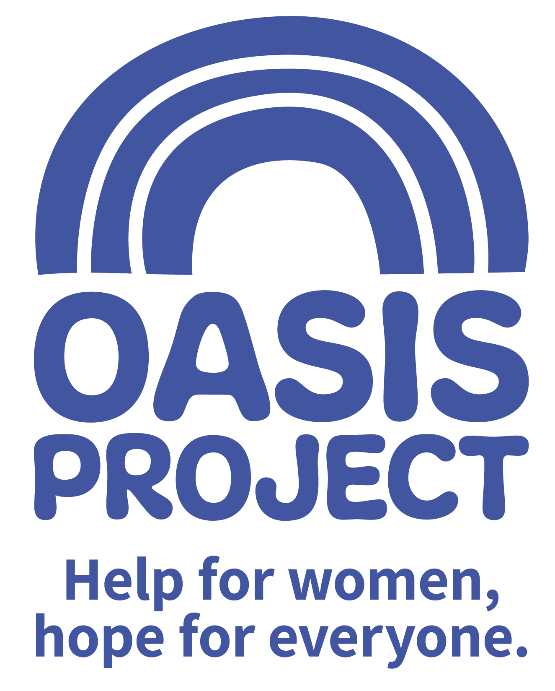 OASIS
PROJECT
Help for women,
hope for everyone.